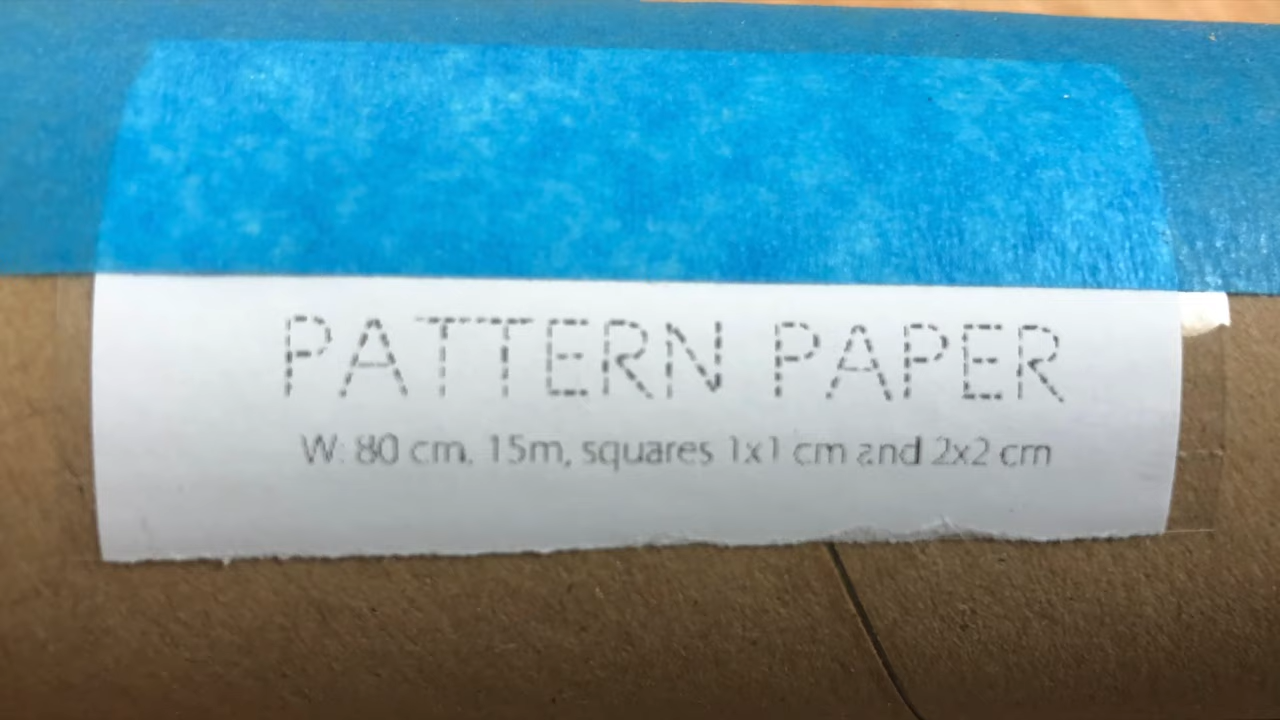 PATTERN PAPER
W: 80 cm. 15m, squares 1x1 cm and 2x2 cm